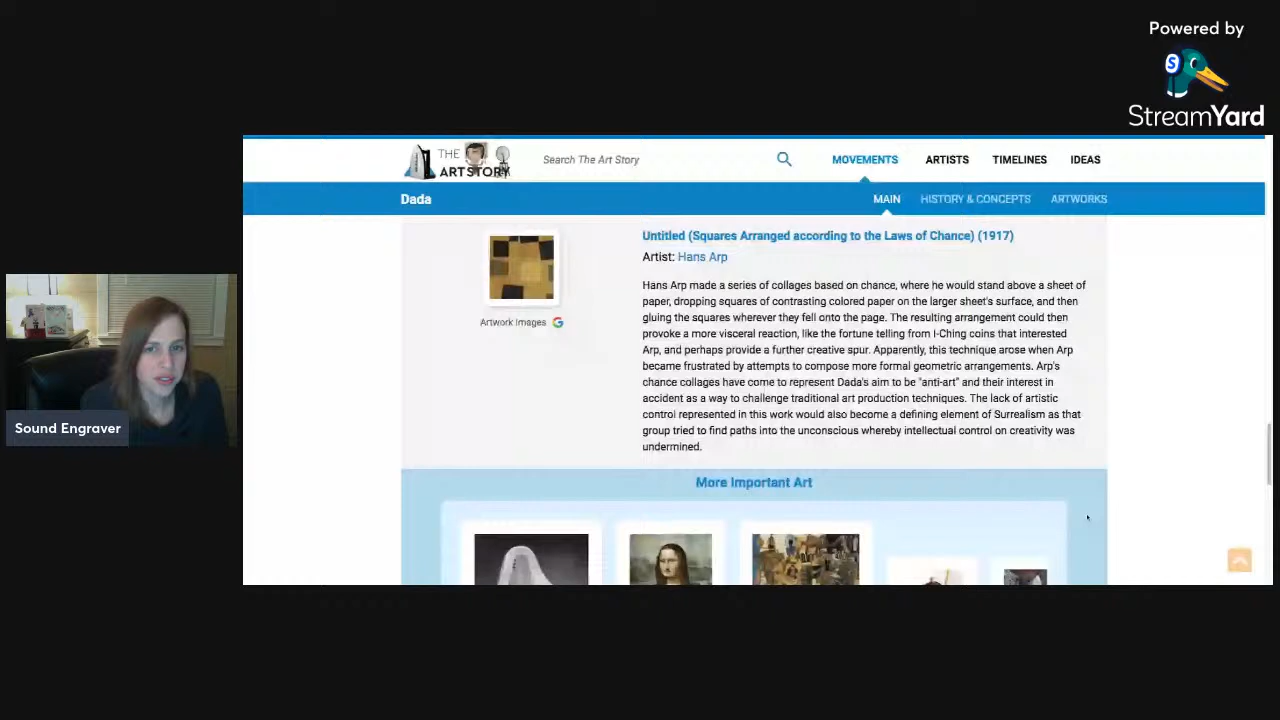 Powered by
StreamYard
THE
ART STORY
Search The Art Story
MOVEMENTS
ARTISTS
TIMELINES
IDEAS
Dada
MAIN
HISTORY & CONCEPTS
ARTWORKS
Untitled (Squares Arranged according to the Laws of Chance) (1917)
Artist: Hans Arp
Artwork Images
Hans Arp made a series of collages based on chance, where he would stand above a sheet of
paper, dropping squares of contrasting colored paper on the larger sheet's surface, and then
gluing the squares wherever they fell onto the page. The resulting arrangement could then
provoke a more visceral reaction, like the fortune telling from I-Ching coins that interested
Arp, and perhaps provide a further creative spur. Apparently, this technique arose when Arp
became frustrated by attempts to compose more formal geometric arrangements. Arp's
chance collages have come to represent Dada's aim to be "anti-art" and their interest in
accident as a way to challenge traditional art production techniques. The lack of artistic
control represented in this work would also become a defining element of Surrealism as that
group tried to find paths into the unconscious whereby intellectual control on creativity was
undermined.
More Important Art
Sound Engraver